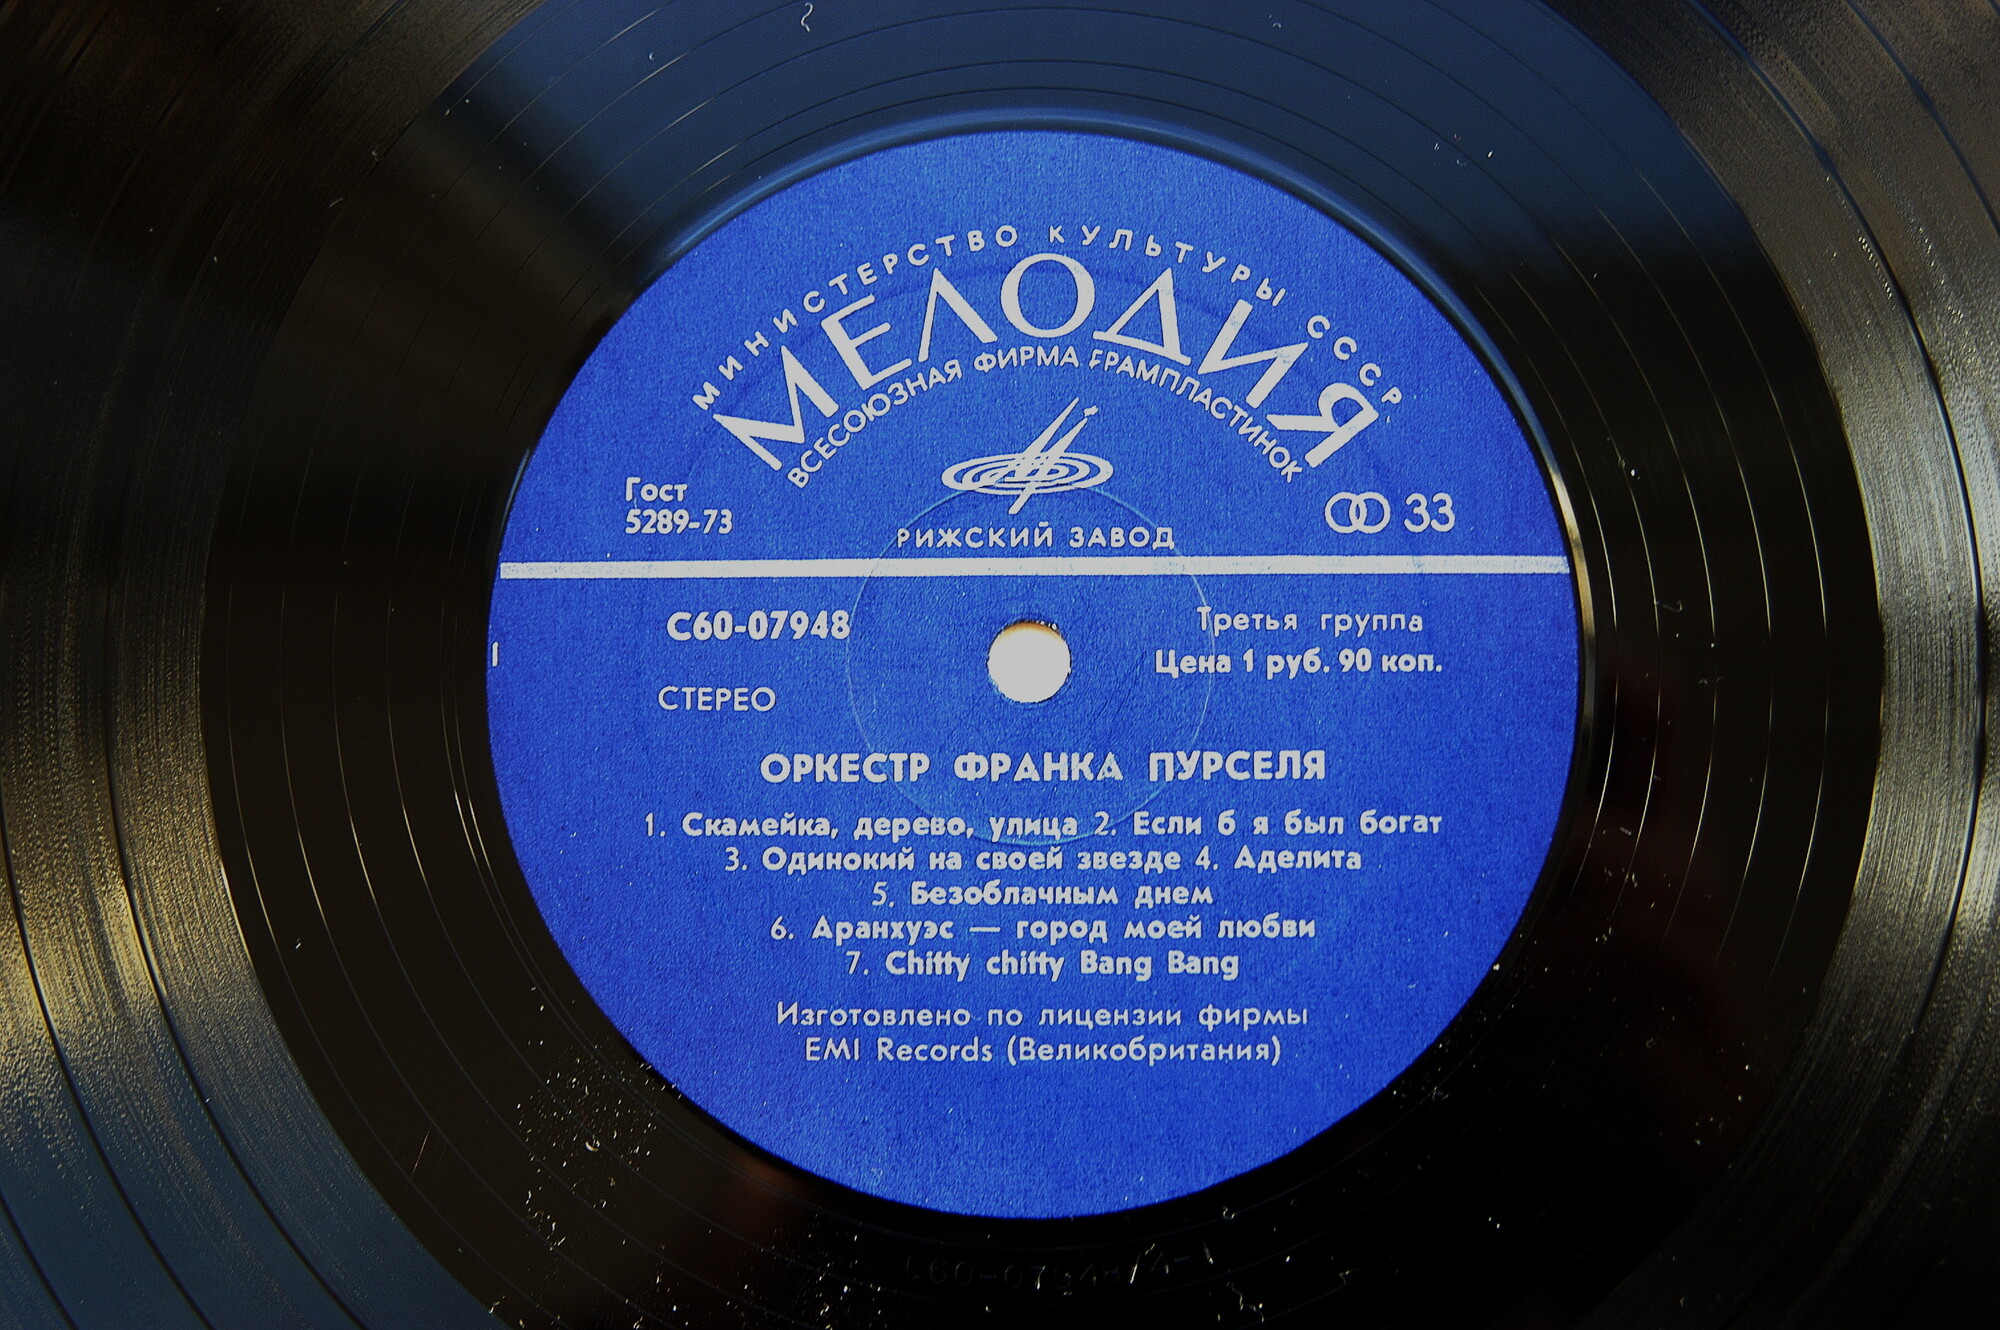 МИНИСТЕРСТВО КУЛЬТУРЫ СССР
МЕЛОДИЯ
ВСЕСОЮЗНАЯ ФИРМА ГРАМПЛАСТИНОК
Гост
5289-73
33
РИЖСКИЙ ЗАВОД
С60-07948
Третья группа
Цена 1 руб. 90 коп.
СТЕРЕО
ОРКЕСТР ФРАНКА ПУРСЕЛЯ
1. Скамейка, дерево, улица 2. Если б я был богат
3. Одинокий на своей звезде 4. Аделита
5. Безоблачным днем
6. Аранхуэс — город моей любви
7. Chitty chitty Bang Bang
Изготовлено по лицензии фирмы
EMI Records (Великобритания)